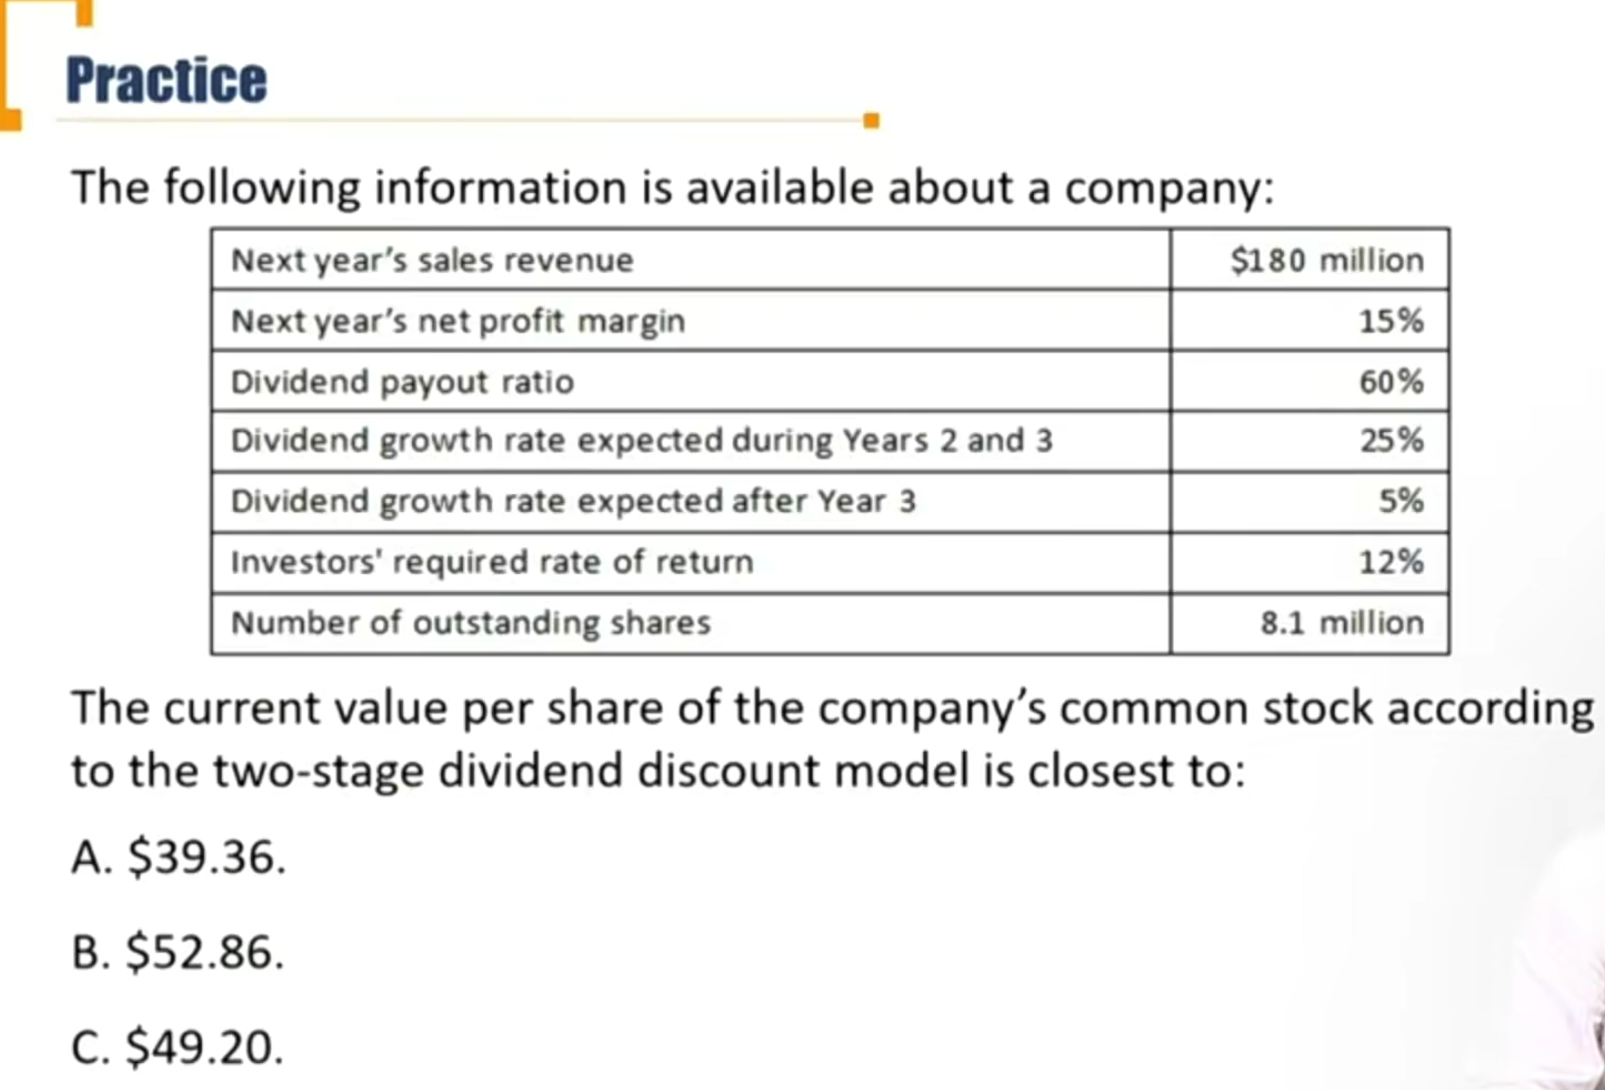 Practice
The following information is available about a company:
Next year's sales revenue $180 million
Next year's net profit margin 15%
Dividend payout ratio 60%
Dividend growth rate expected during Years 2 and 3 25%
Dividend growth rate expected after Year 3 5%
Investors' required rate of return 12%
Number of outstanding shares 8.1 million
The current value per share of the company's common stock according
to the two-stage dividend discount model is closest to:
A. $39.36.
B. $52.86.
C. $49.20.